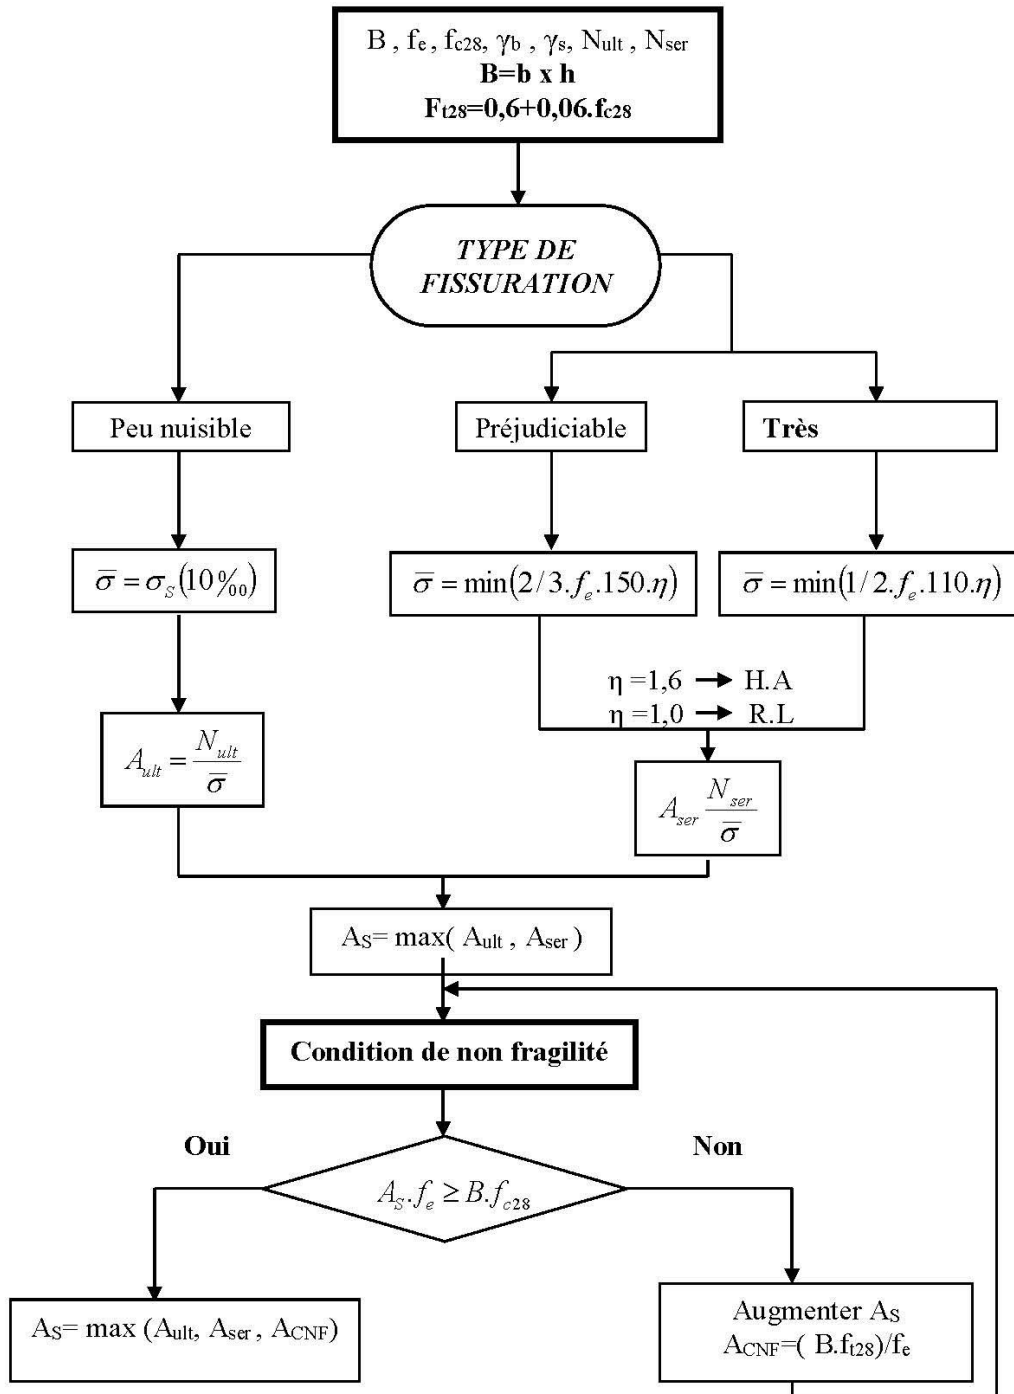 B , fe , fc28, γb , γs, Nult , Nser
B=b x h
Ft28=0,6+0,06.fc28
TYPE DE
FISSURATION
Peu nuisible
Préjudiciable
Très
σ̅ = σS(10‰0)
σ̅ = min(2/3.fe.150.η)
σ̅ = min(1/2.fe.110.η)
η =1,6 → H.A
η =1,0 → R.L
Ault = Nult / σ̅
Aser Nser / σ̅
AS= max( Ault , Aser )
Condition de non fragilité
Oui
Non
AS.fe ≥ B.fc28
AS= max (Ault, Aser , ACNF)
Augmenter AS
ACNF=( B.ft28)/fe